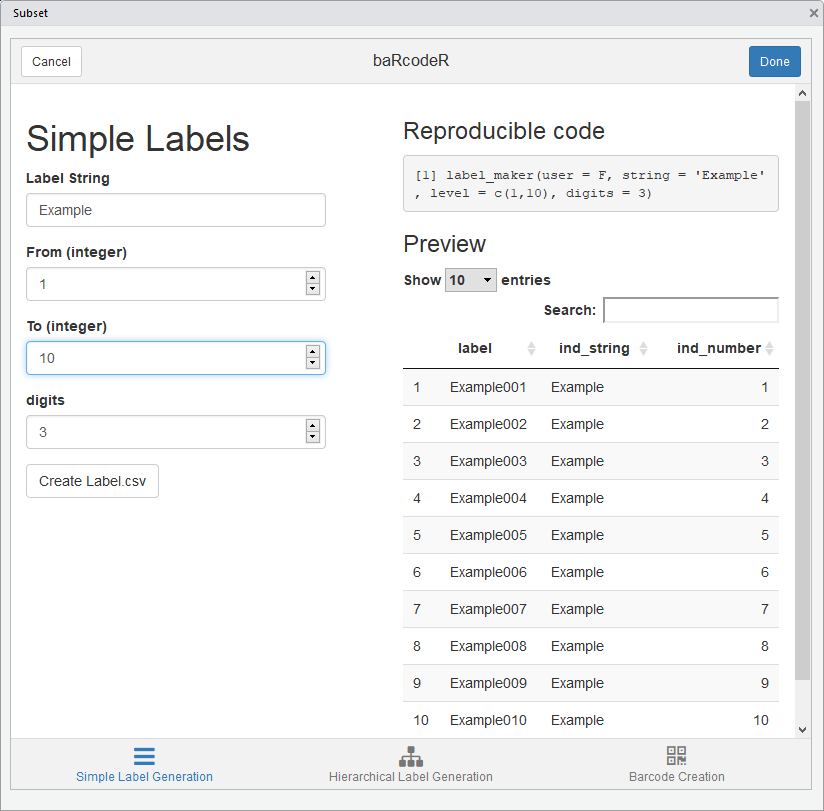 Subset
Cancel
baRcodeR
Done
Simple Labels
Label String
Example
From (integer)
1
To (integer)
10
digits
3
Create Label.csv
Reproducible code
[1] label_maker(user = F, string = 'Example'
, level = c(1,10), digits = 3)
Preview
Show 10 entries
Search:
label ind_string ind_number
1 Example001 Example 1
2 Example002 Example 2
3 Example003 Example 3
4 Example004 Example 4
5 Example005 Example 5
6 Example006 Example 6
7 Example007 Example 7
8 Example008 Example 8
9 Example009 Example 9
10 Example010 Example 10
Simple Label Generation
Hierarchical Label Generation
Barcode Creation